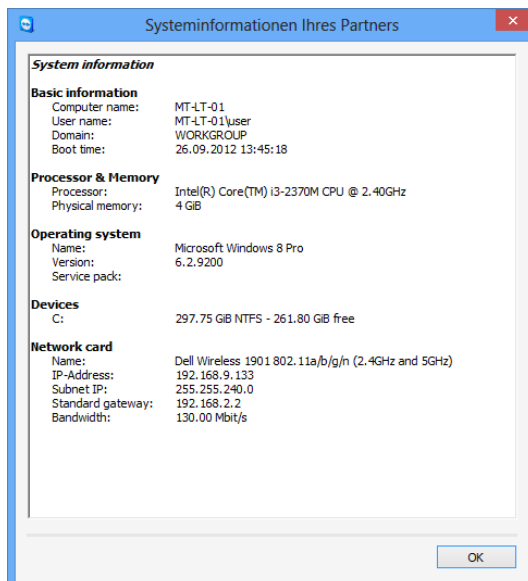 Systeminformationen Ihres Partners
System information
Basic information
Computer name: MT-LT-01
User name: MT-LT-01\user
Domain: WORKGROUP
Boot time: 26.09.2012 13:45:18
Processor & Memory
Processor: Intel(R) Core(TM) i3-2370M CPU @ 2.40GHz
Physical memory: 4 GiB
Operating system
Name: Microsoft Windows 8 Pro
Version: 6.2.9200
Service pack:
Devices
C: 297.75 GiB NTFS - 261.80 GiB free
Network card
Name: Dell Wireless 1901 802.11a/b/g/n (2.4GHz and 5GHz)
IP-Address: 192.168.9.133
Subnet IP: 255.255.240.0
Standard gateway: 192.168.2.2
Bandwidth: 130.00 Mbit/s
OK